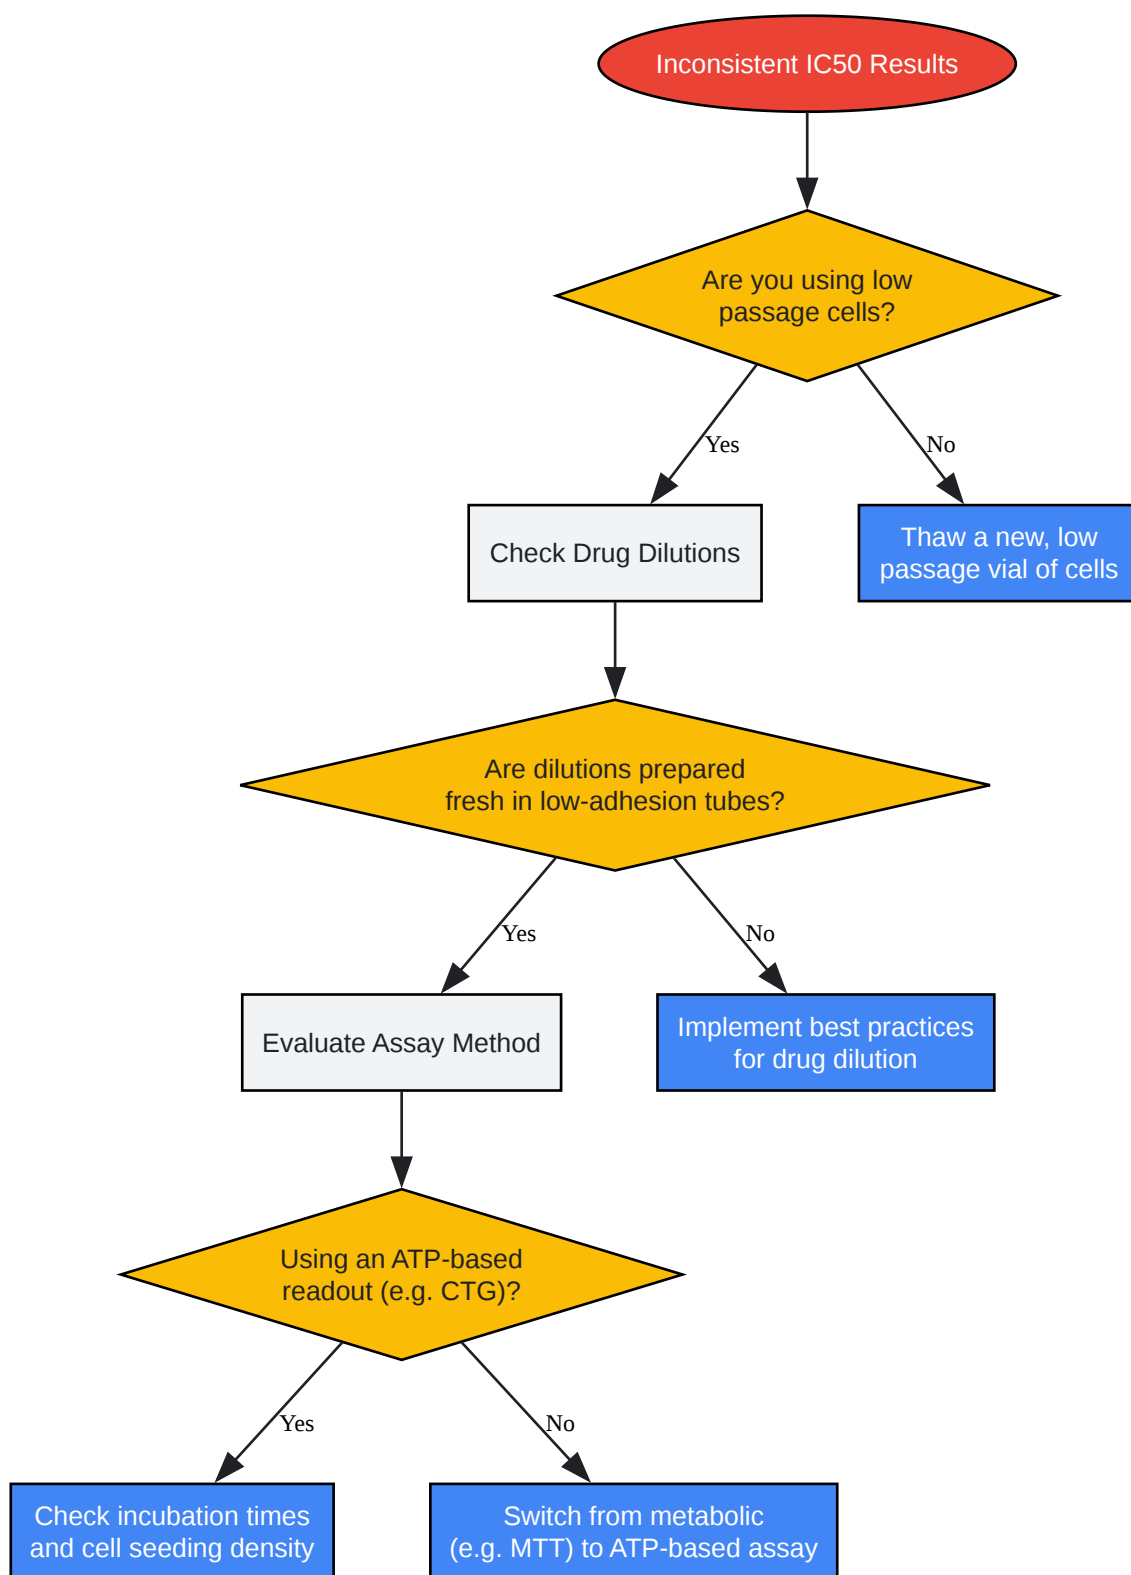 Inconsistent IC50 Results
Are you using low
passage cells?
Yes
No
Check Drug Dilutions
Thaw a new, low
passage vial of cells
Are dilutions prepared
fresh in low-adhesion tubes?
Yes
No
Evaluate Assay Method
Implement best practices
for drug dilution
Using an ATP-based
readout (e.g. CTG)?
Yes
No
Check incubation times
and cell seeding density
Switch from metabolic
(e.g. MTT) to ATP-based assay